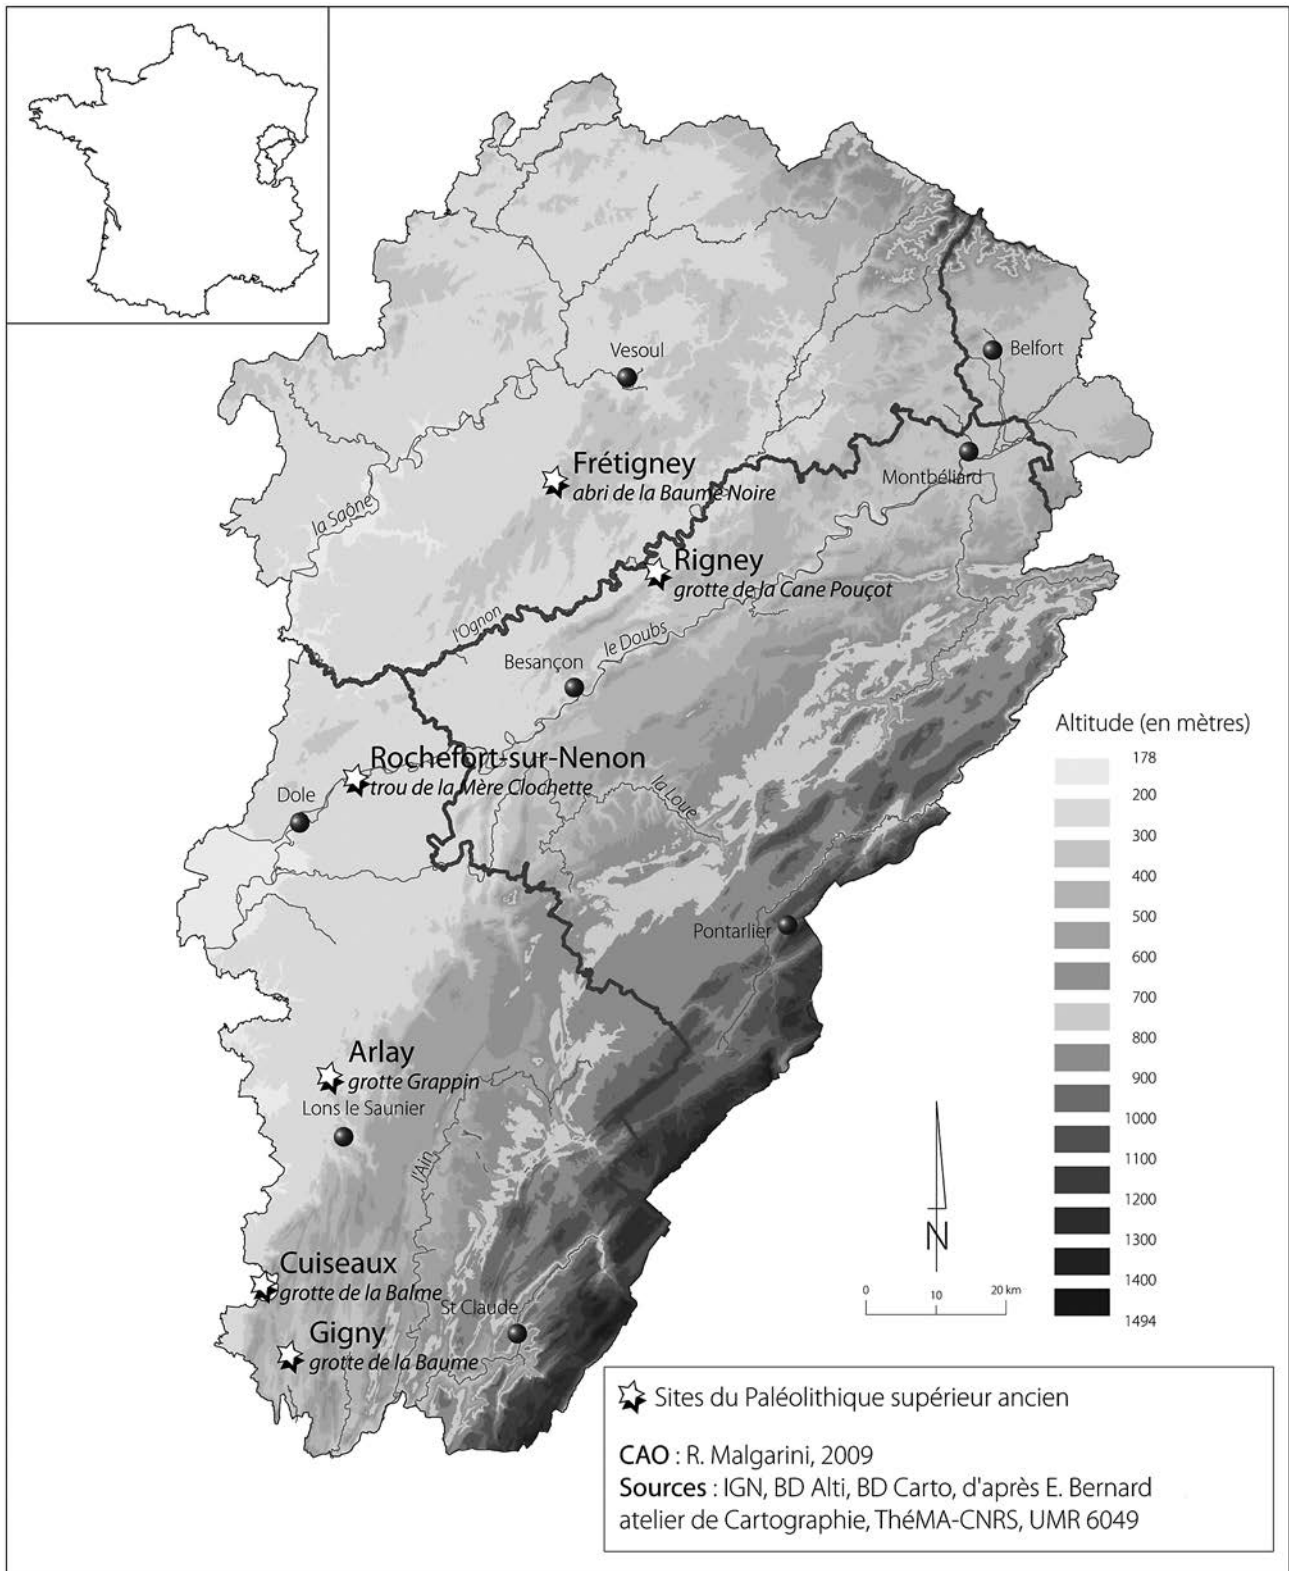 Vesoul
Belfort
Frétigney
abri de la Baume Noire
Montbéliard
la Saône
Rigney
grotte de la Cane Pouçot
l'Ognon
le Doubs
Besançon
Rochefort-sur-Nenon
trou de la Mère Clochette
Dole
la Loue
Pontarlier
Arlay
grotte Grappin
Lons le Saunier
l'Ain
Cuiseaux
grotte de la Balme
St Claude
Gigny
grotte de la Baume
Altitude (en mètres)
178
200
300
400
500
600
700
800
900
1000
1100
1200
1300
1400
1494
N
0 10 20 km
Sites du Paléolithique supérieur ancien
CAO : R. Malgarini, 2009
Sources : IGN, BD Alti, BD Carto, d'après E. Bernard
atelier de Cartographie, ThéMA-CNRS, UMR 6049